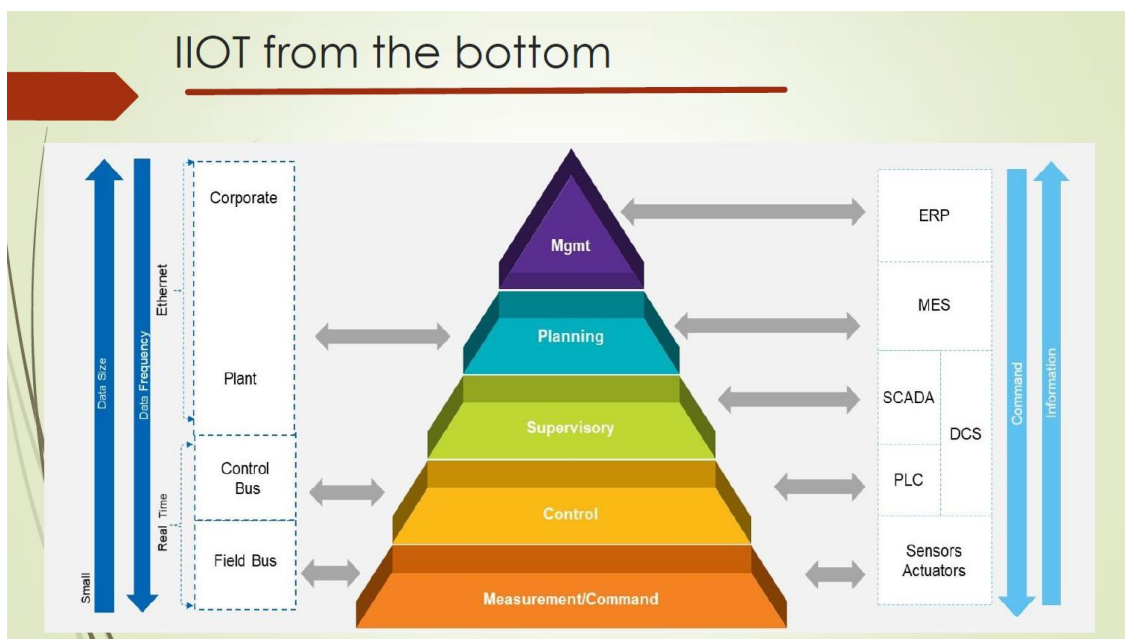 IIOT from the bottom
Data Size
Small
Data Frequency
Ethernet
Real Time
Corporate
Plant
Control
Bus
Field Bus
Mgmt
Planning
Supervisory
Control
Measurement/Command
ERP
MES
SCADA
DCS
PLC
Sensors
Actuators
Command
Information